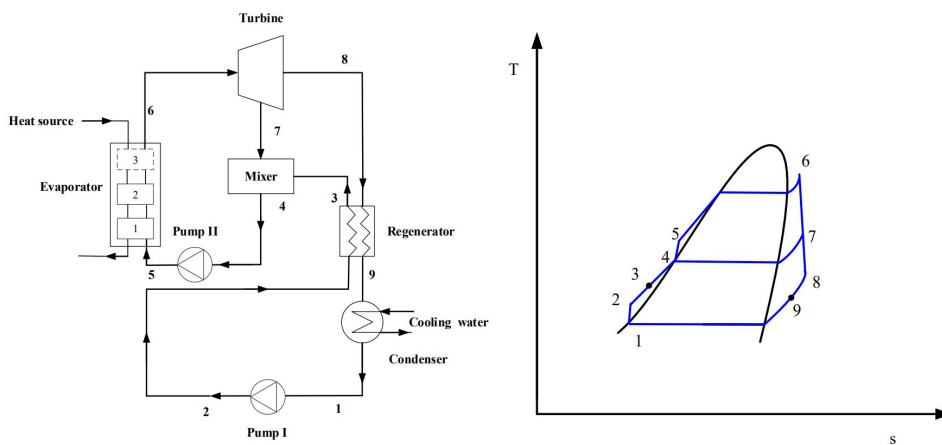 Turbine
8
6
Heat source
7
3
Evaporator
2
1
Mixer
3
4
Pump II
Regenerator
5
9
Cooling water
Condenser
2
1
Pump I
T
6
5
7
4
3
8
2
9
1
s